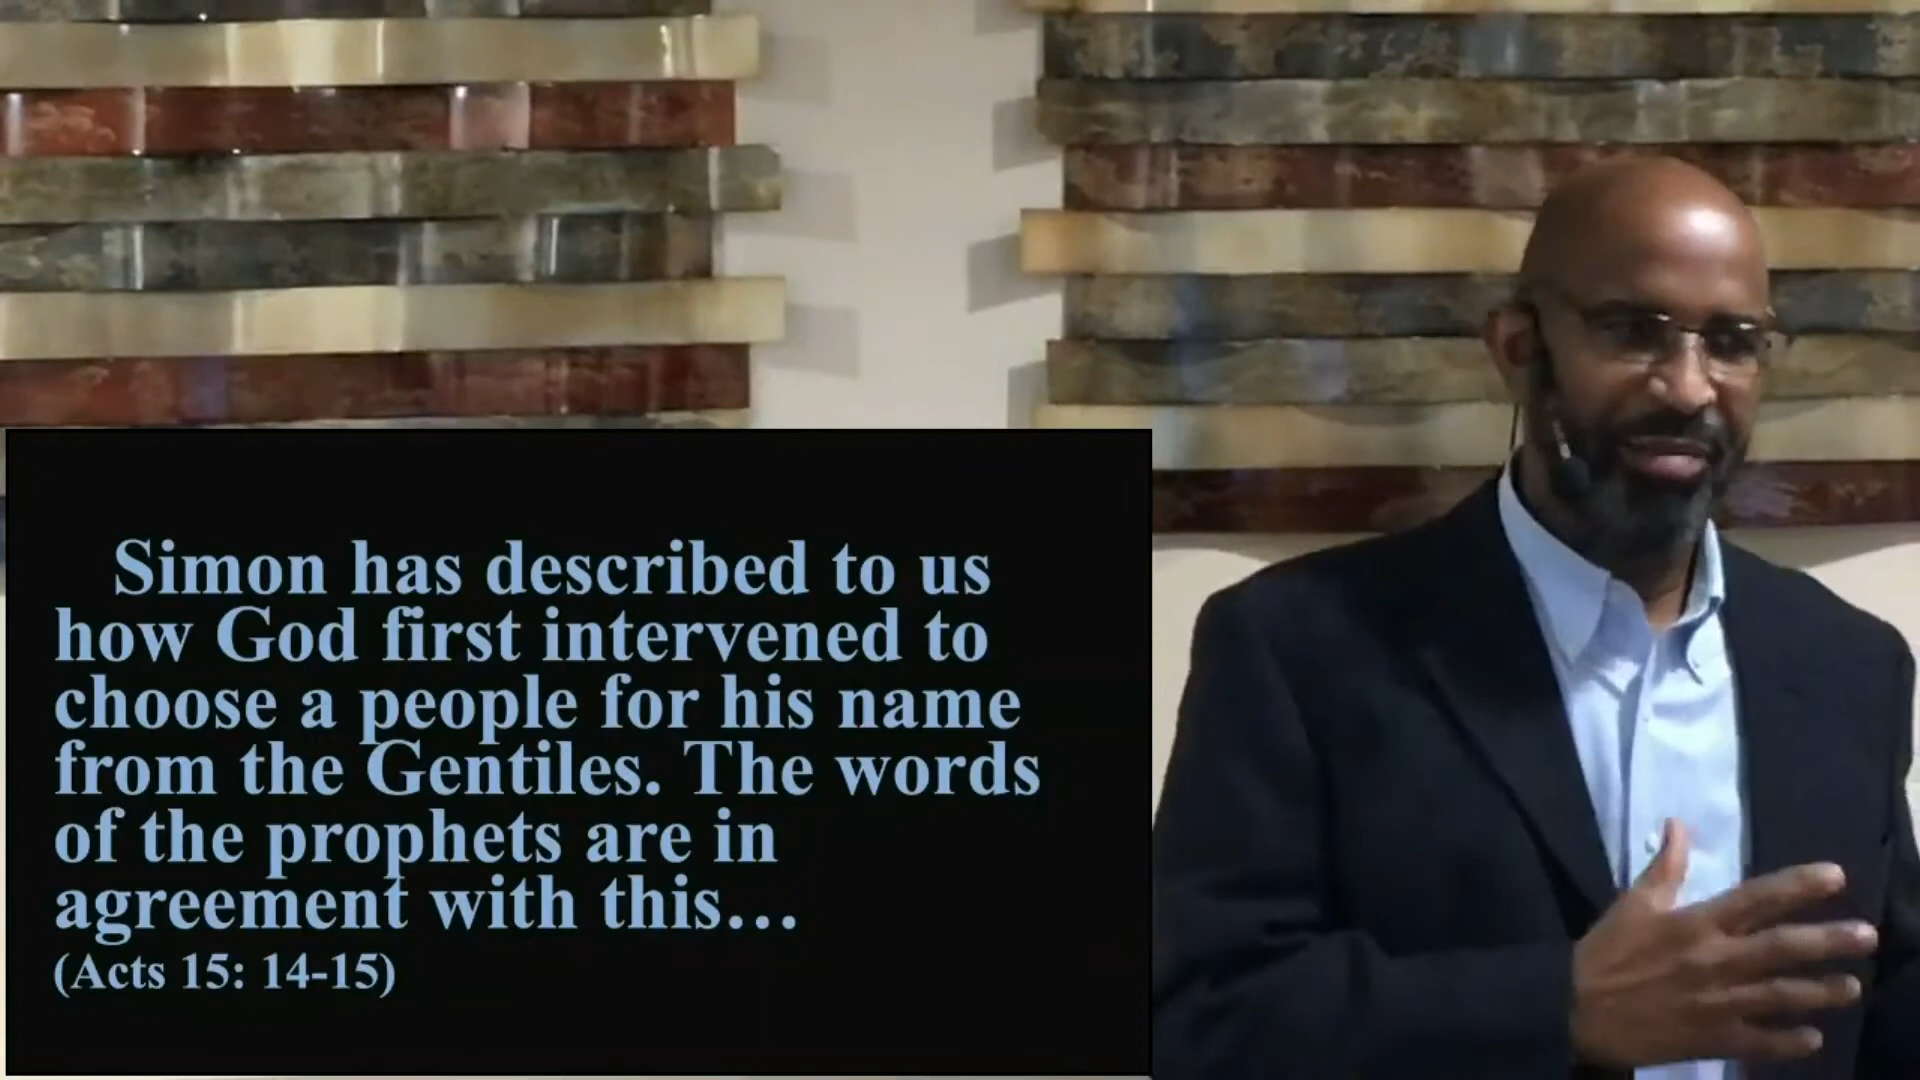 Simon has described to us
how God first intervened to
choose a people for his name
from the Gentiles. The words
of the prophets are in
agreement with this…
(Acts 15: 14-15)